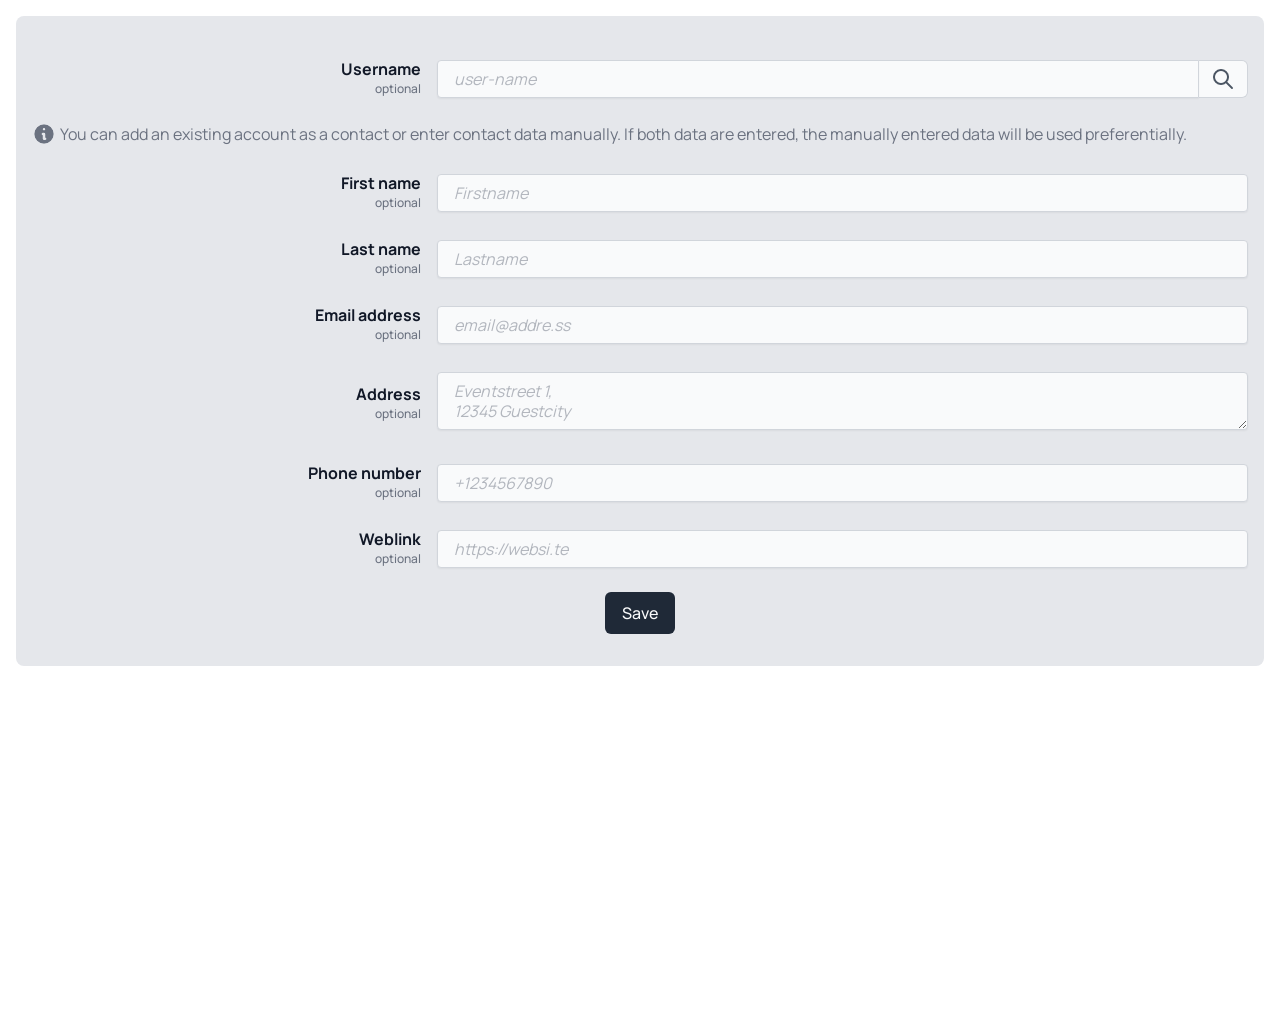 Username
optional
user-name
You can add an existing account as a contact or enter contact data manually. If both data are entered, the manually entered data will be used preferentially.
First name
optional
Firstname
Last name
optional
Lastname
Email address
optional
email@addre.ss
Address
optional
Eventstreet 1,
12345 Guestcity
Phone number
optional
+1234567890
Weblink
optional
https://websi.te
Save